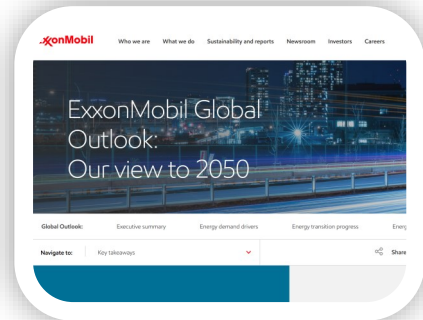 ExxonMobil
Who we are What we do Sustainability and reports Newsroom Investors Careers
ExxonMobil Global
Outlook:
Our view to 2050
Global Outlook: Executive summary Energy demand drivers Energy transition progress
Navigate to: Key takeaways Share